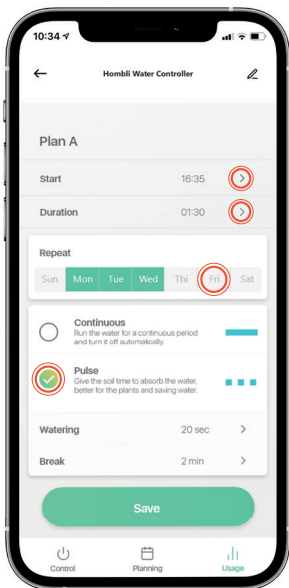 10:34
Hombli Water Controller
Plan A
Start 16:35
Duration 01:30
Repeat
Sun Mon Tue Wed Thi Fri Sat
Continuous
Run the water for a continuous period
and turn it off automatically.
Pulse
Give the soil time to absorb the water,
better for the plants and saving water.
Watering 20 sec
Break 2 min
Save
Control Planning Usage